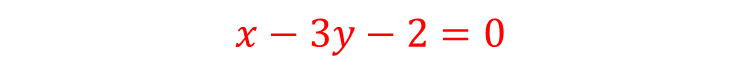 x − 3y − 2 = 0